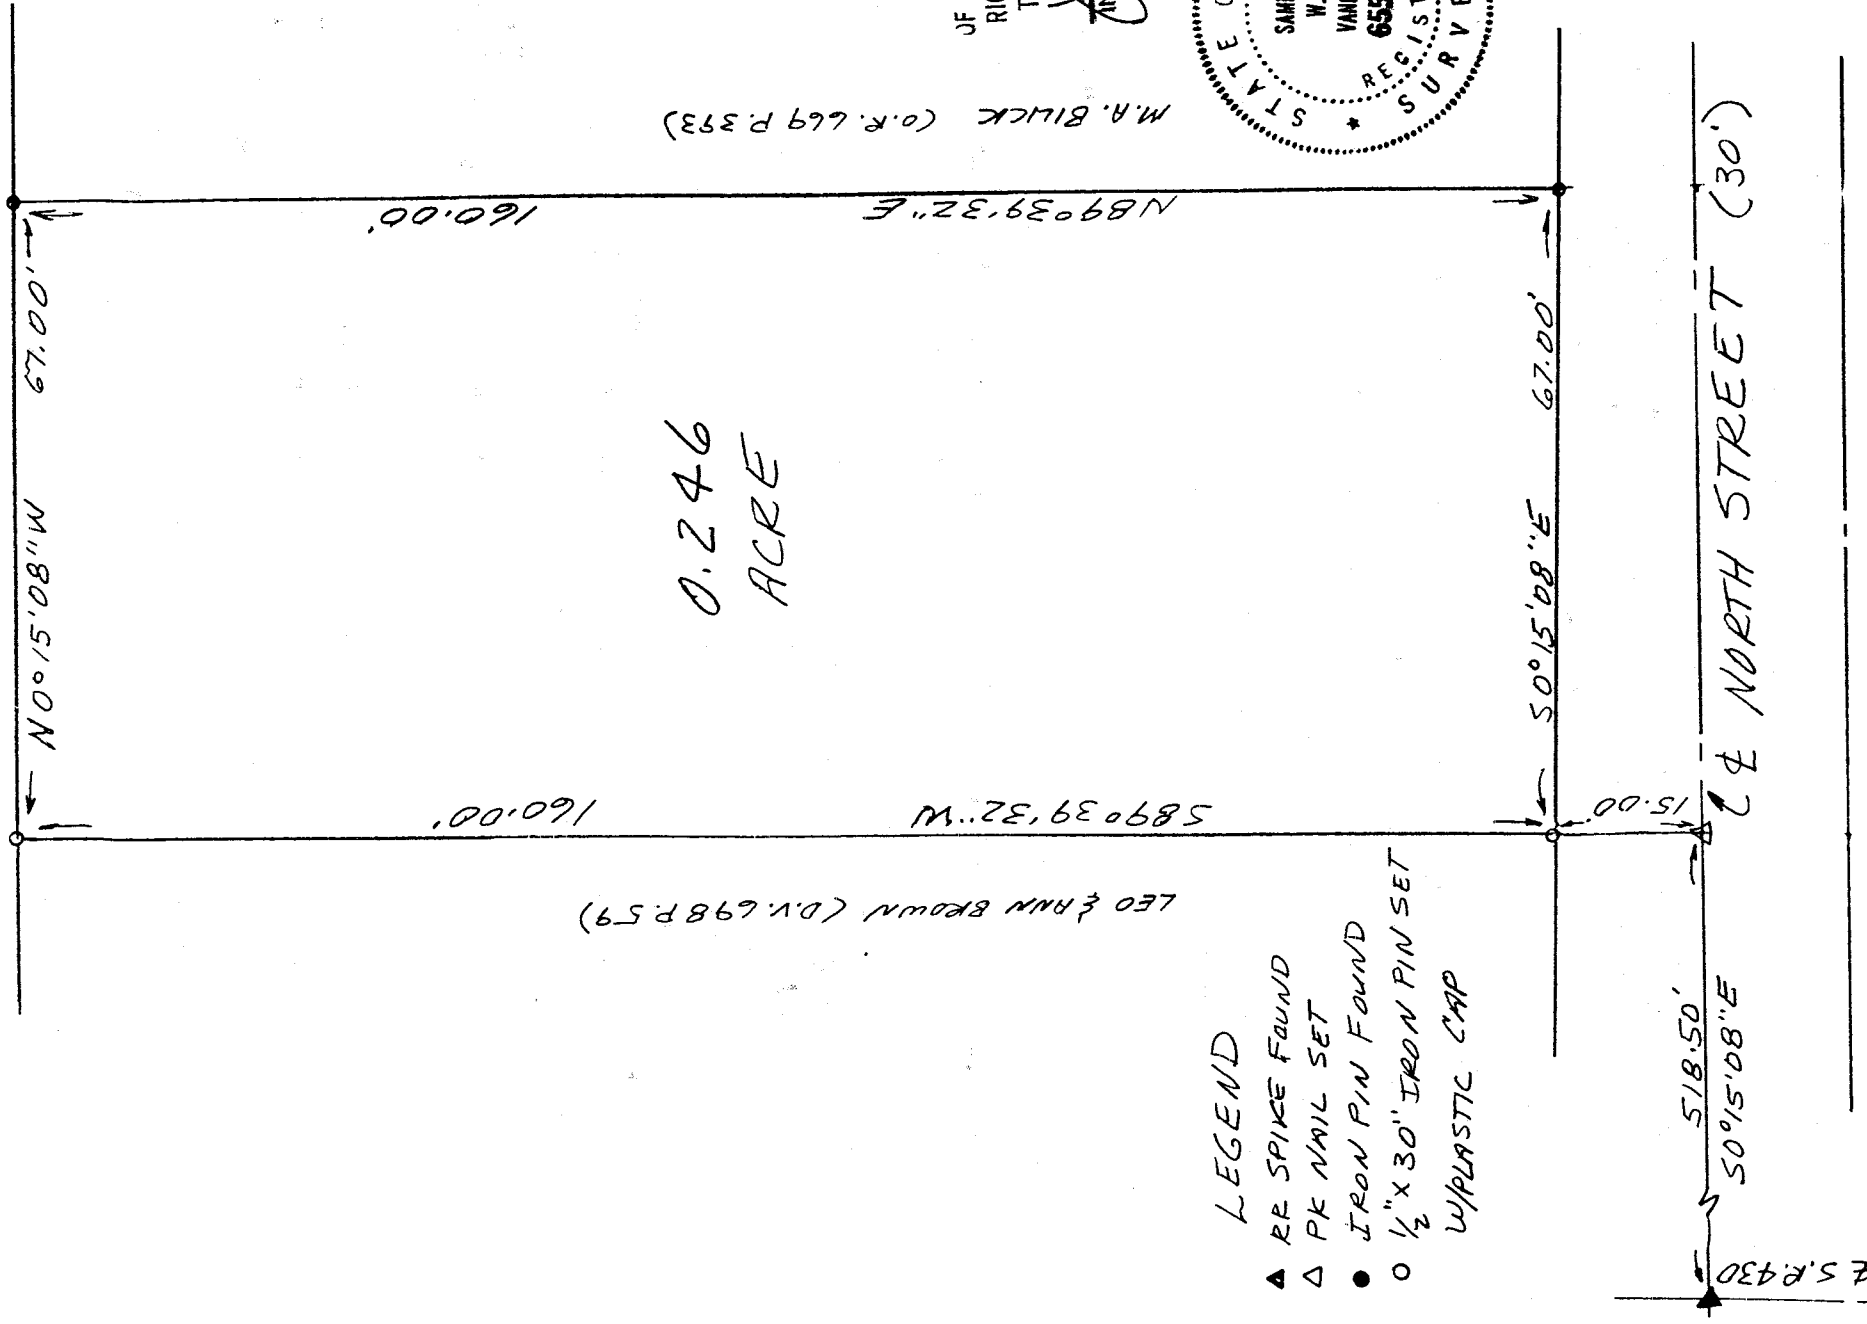 N0°15'08"W 67.00'
N89°39'32"E 160.00'
M.A. BILICK (O.R. 669 P. 393)
0.246
ACRE
S89°39'32"W 160.00'
LEO & ANN BROWN (D.V. 698 P. 59)
S0°15'08"E 67.00'
15.00'
℄ NORTH STREET (30')
518.50'
S0°15'08"E
℄ S.R. 430
LEGEND
▲ RR SPIKE FOUND
△ PK NAIL SET
● IRON PIN FOUND
○ 1/2" X 30" IRON PIN SET
W/PLASTIC CAP
STATE O
W.
655
REGIST
★ SURVE